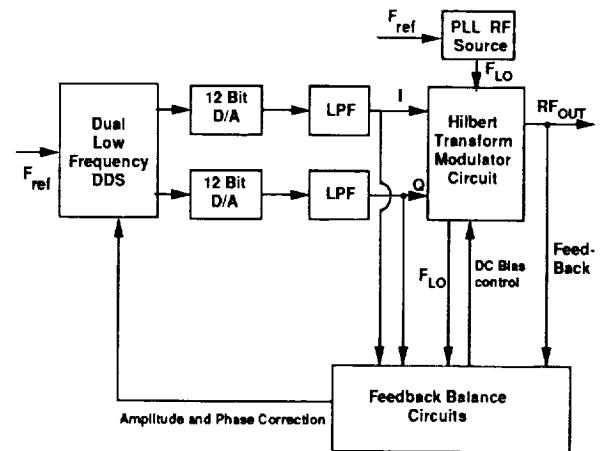 F_ref
PLL RF
Source
F_LO
12 Bit
D/A
LPF
I
Hilbert
Transform
Modulator
Circuit
RF_OUT
Dual
Low
Frequency
DDS
F_ref
12 Bit
D/A
LPF
Q
F_LO
DC Bias
control
Feed-
Back
Feedback Balance
Circuits
Amplitude and Phase Correction